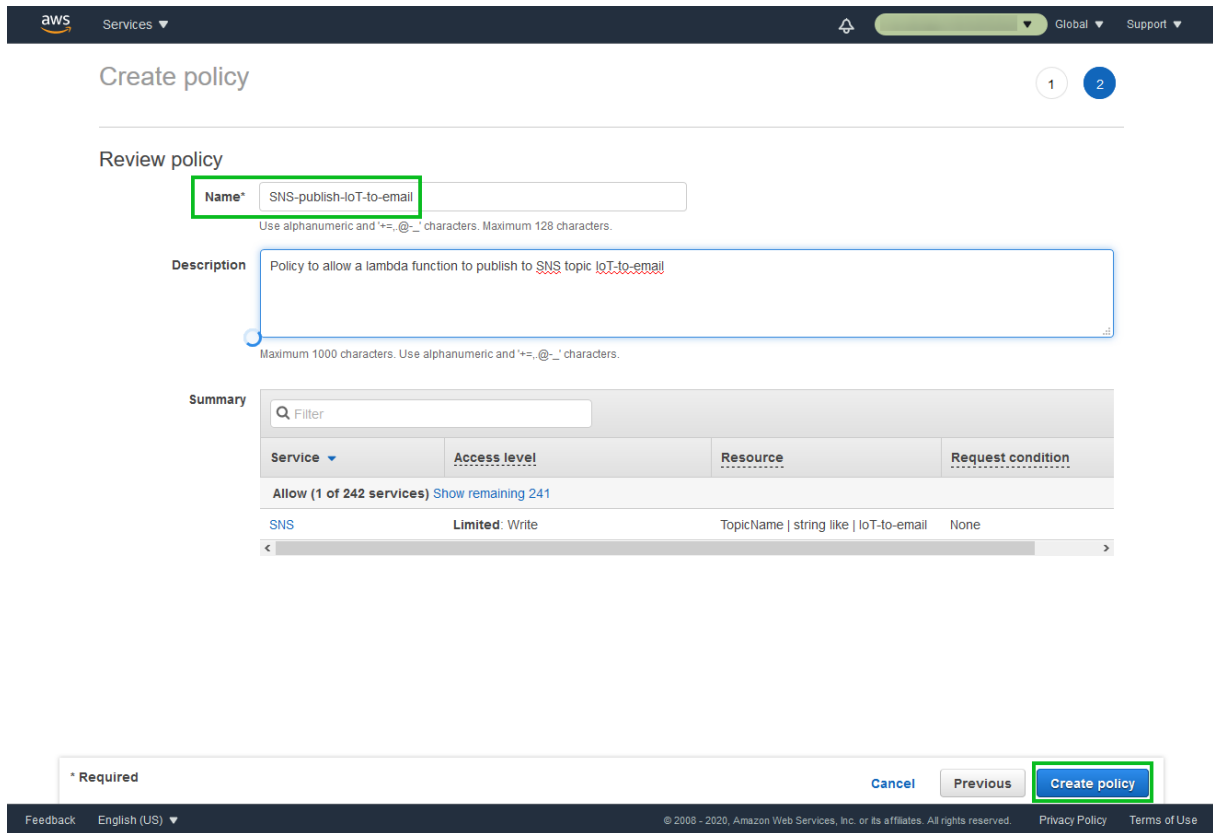 aws Services ▼ Global ▼ Support ▼
Create policy
1 2
Review policy
Name* SNS-publish-IoT-to-email
Use alphanumeric and '+=,.@-_' characters. Maximum 128 characters.
Description Policy to allow a lambda function to publish to SNS topic IoT-to-email
Maximum 1000 characters. Use alphanumeric and '+=,.@-_' characters.
Summary
Filter
Service Access level Resource Request condition
Allow (1 of 242 services) Show remaining 241
SNS Limited: Write TopicName | string like | IoT-to-email None
* Required Cancel Previous Create policy
Feedback English (US) ▼ © 2008 - 2020, Amazon Web Services, Inc. or its affiliates. All rights reserved. Privacy Policy Terms of Use